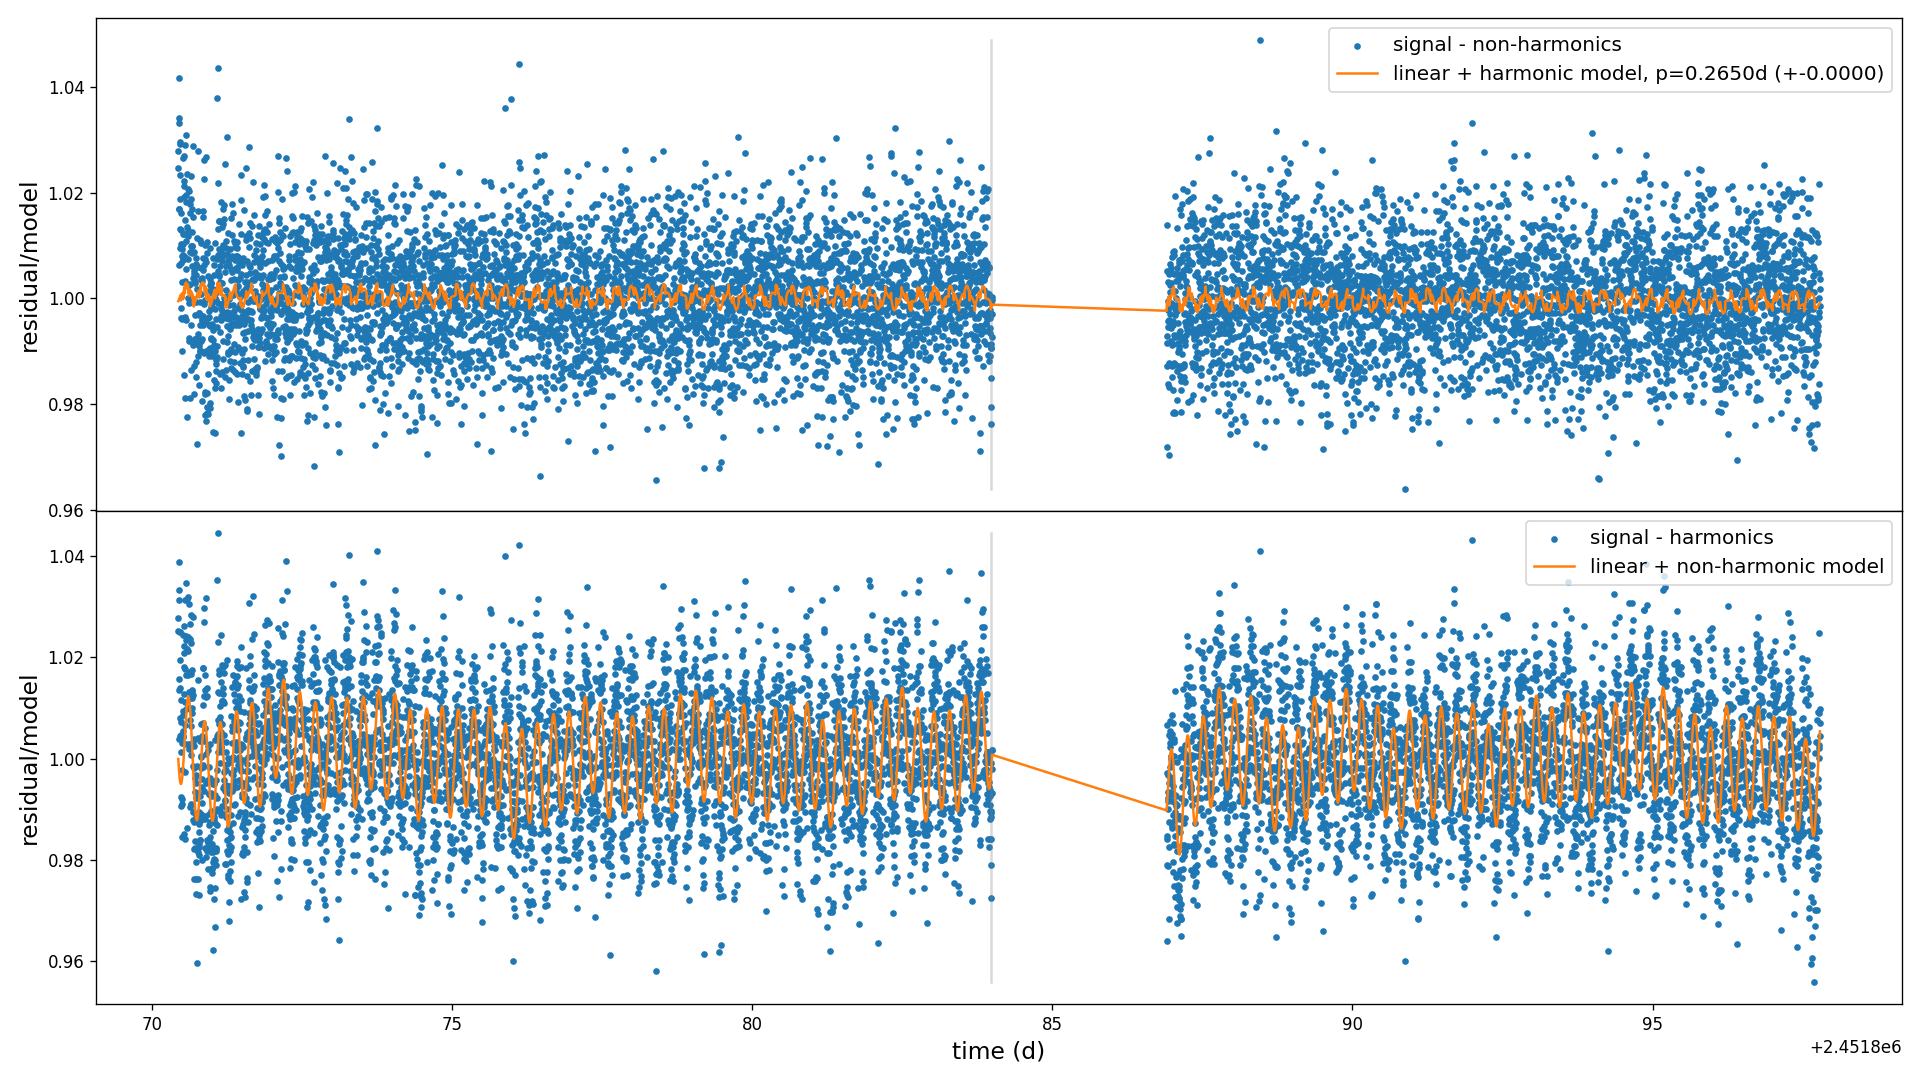 signal - non-harmonics
linear + harmonic model, p=0.2650d (+-0.0000)
residual/model
1.04
1.02
1.00
0.98
0.96
signal - harmonics
linear + non-harmonic model
residual/model
1.04
1.02
1.00
0.98
0.96
70
75
80
85
90
95
time (d)
+2.4518e6